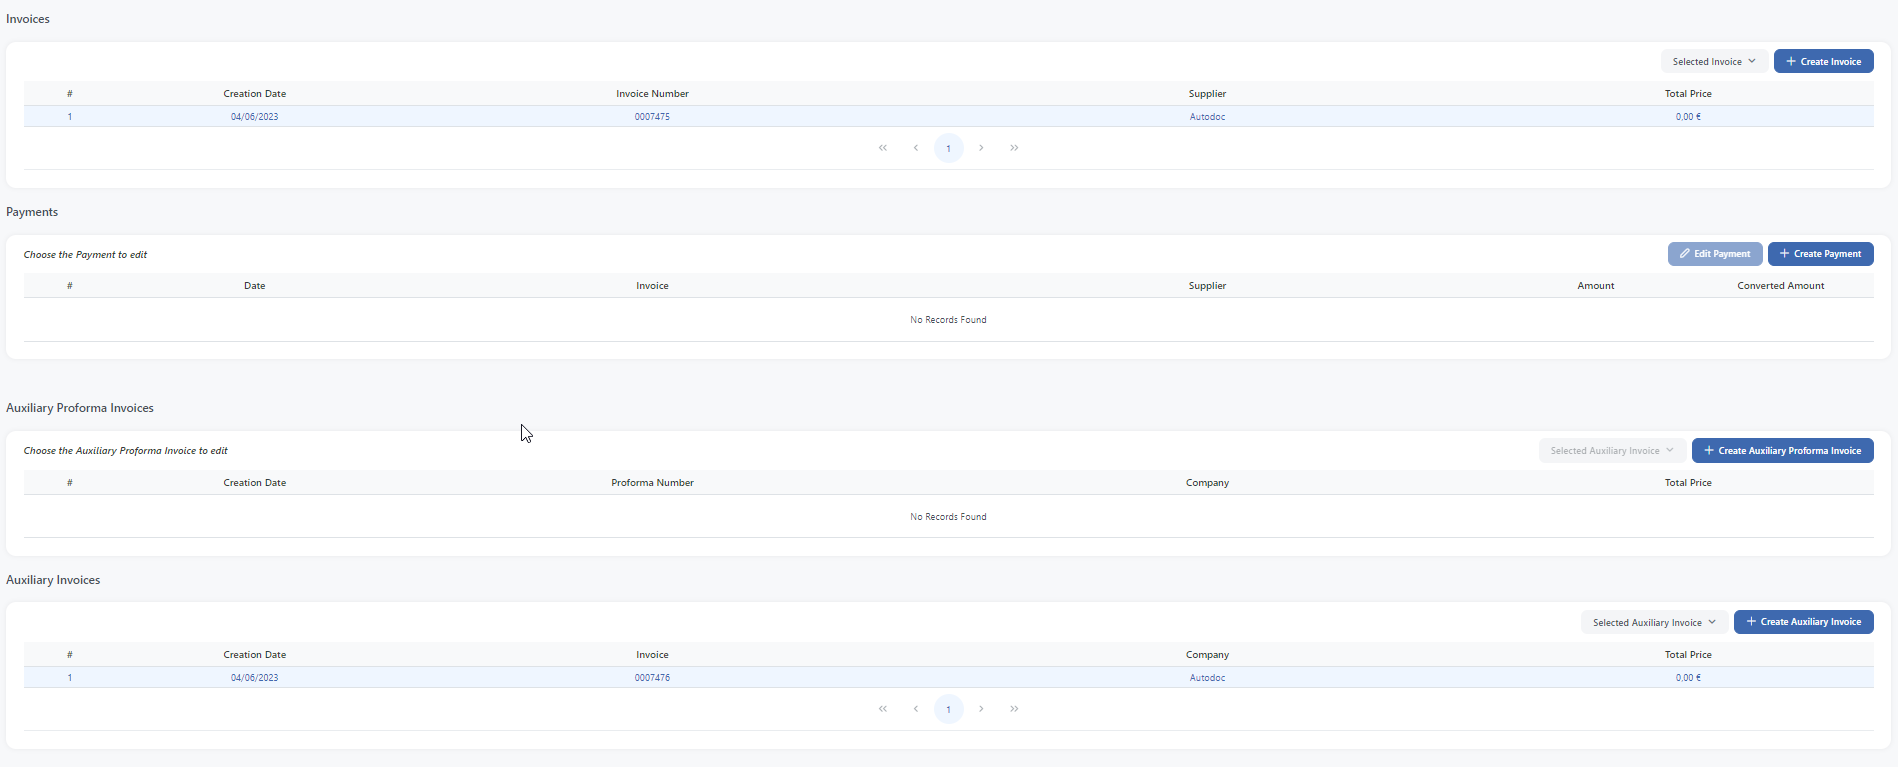 Invoices
Selected Invoice
Create Invoice
# Creation Date Invoice Number Supplier Total Price
1 04/06/2023 0007475 Autodoc 0,00 €
1
Payments
Choose the Payment to edit
Edit Payment
Create Payment
# Date Invoice Supplier Amount Converted Amount
No Records Found
Auxiliary Proforma Invoices
Choose the Auxiliary Proforma Invoice to edit
Selected Auxiliary Invoice
Create Auxiliary Proforma Invoice
# Creation Date Proforma Number Company Total Price
No Records Found
Auxiliary Invoices
Selected Auxiliary Invoice
Create Auxiliary Invoice
# Creation Date Invoice Company Total Price
1 04/06/2023 0007476 Autodoc 0,00 €
1